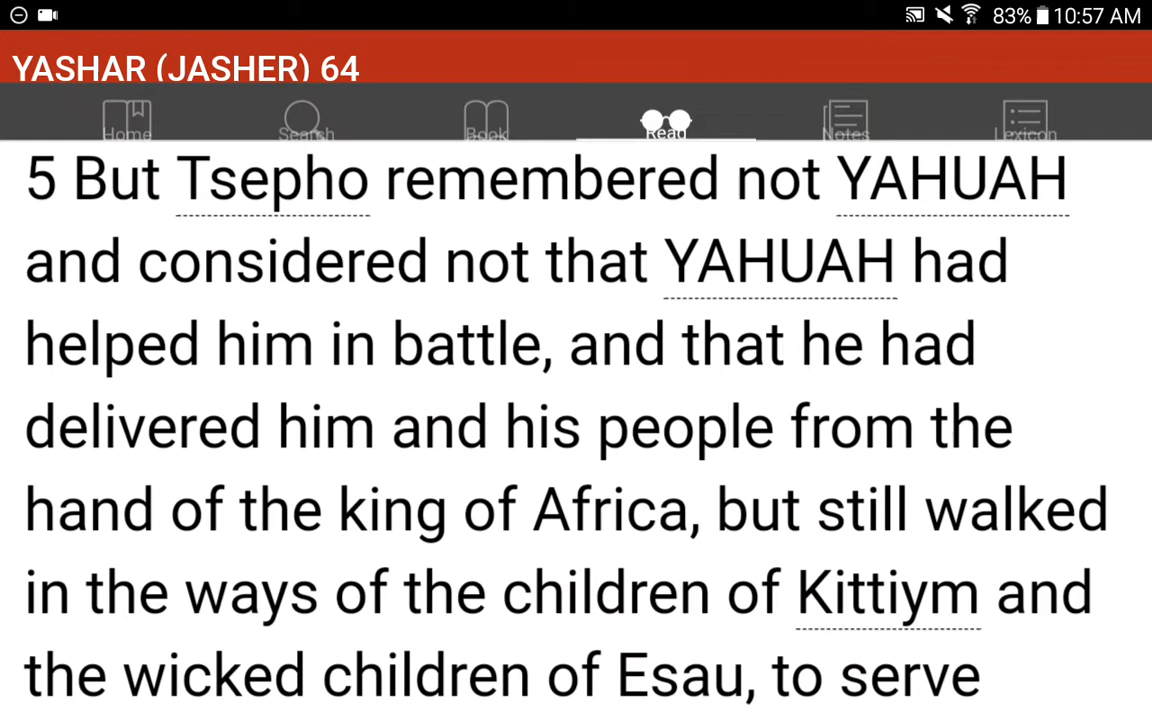 83% 10:57 AM
YASHAR (JASHER) 64
Home Search Book Read Notes Lexicon
5 But Tsepho remembered not YAHUAH
and considered not that YAHUAH had
helped him in battle, and that he had
delivered him and his people from the
hand of the king of Africa, but still walked
in the ways of the children of Kittiym and
the wicked children of Esau, to serve